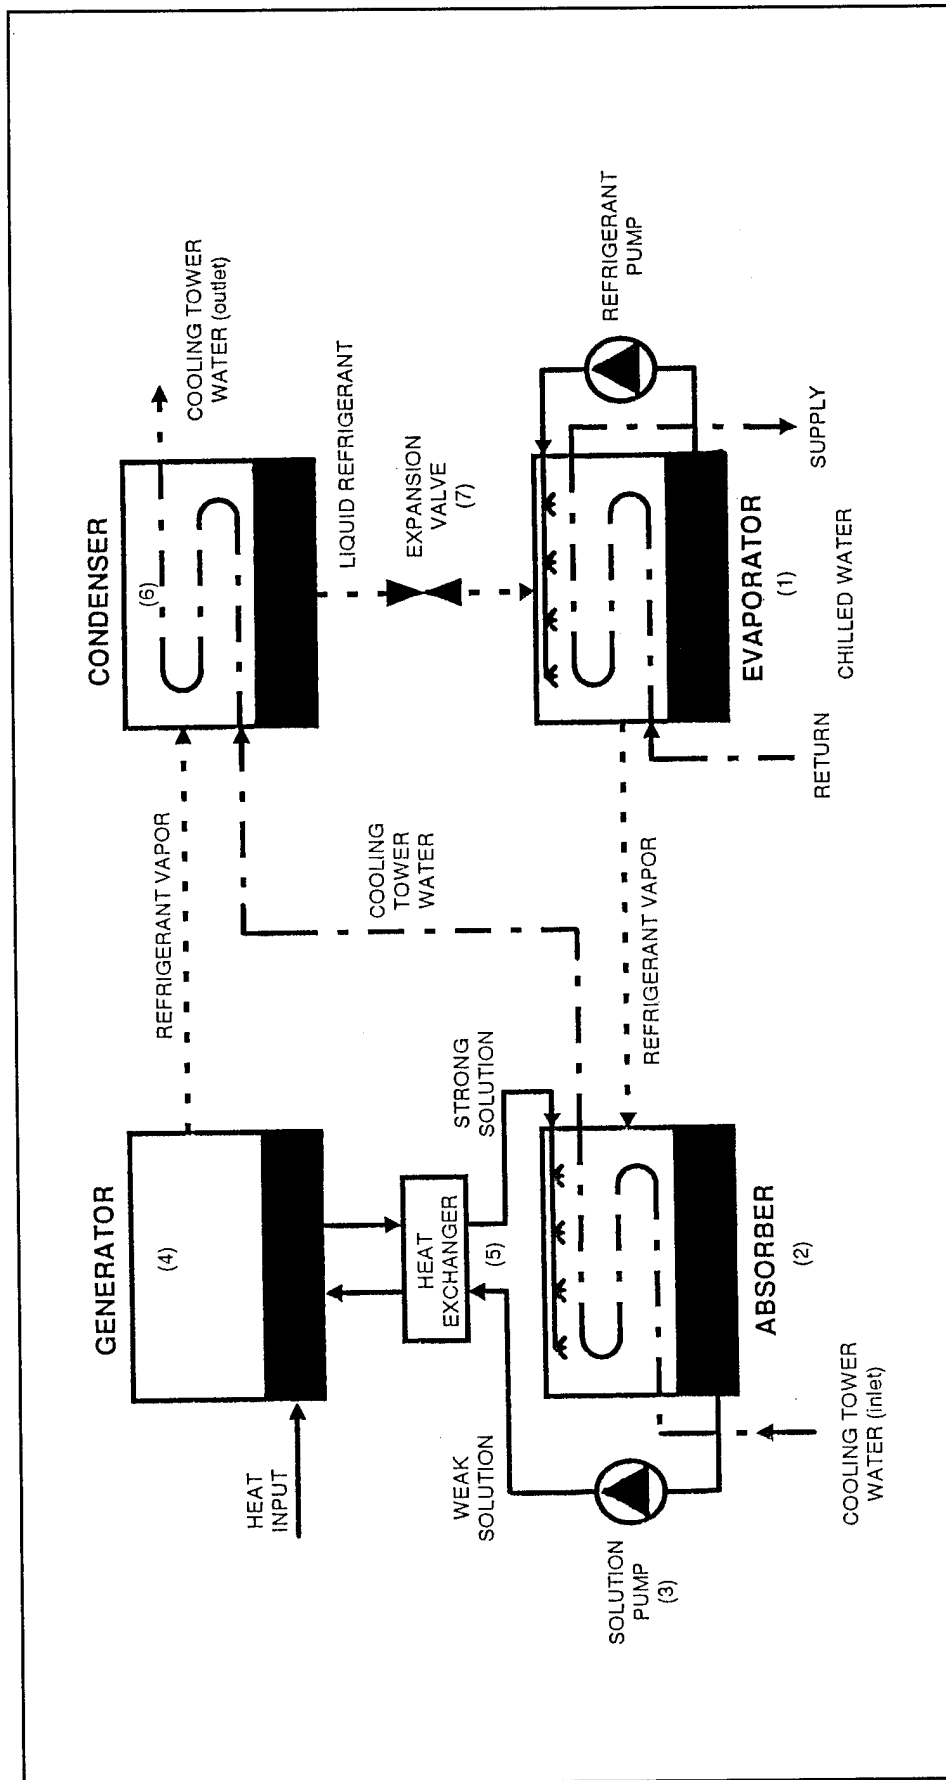 GENERATOR
(4)
HEAT
INPUT
REFRIGERANT VAPOR
CONDENSER
(6)
COOLING TOWER
WATER (outlet)
HEAT
EXCHANGER
(5)
WEAK
SOLUTION
STRONG
SOLUTION
COOLING
TOWER
WATER
LIQUID REFRIGERANT
EXPANSION
VALVE
(7)
SOLUTION
PUMP
(3)
ABSORBER
(2)
COOLING TOWER
WATER (inlet)
REFRIGERANT VAPOR
REFRIGERANT
PUMP
EVAPORATOR
(1)
RETURN
CHILLED WATER
SUPPLY